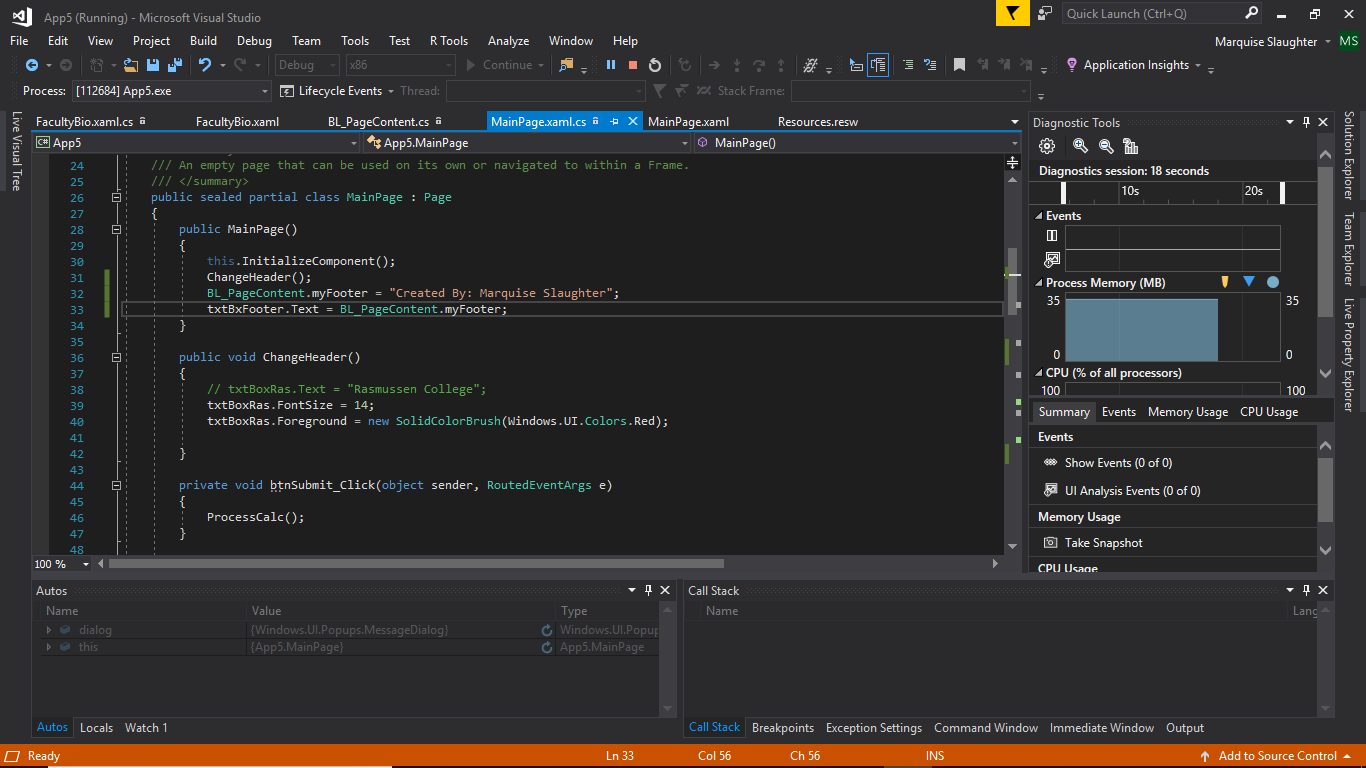 App5 (Running) - Microsoft Visual Studio
Quick Launch (Ctrl+Q)
File Edit View Project Build Debug Team Tools Test R Tools Analyze Window Help
Marquise Slaughter MS
Debug x86 Continue Application Insights
Process: [112684] App5.exe Lifecycle Events Thread: Stack Frame:
Live Visual Tree
FacultyBio.xaml.cs FacultyBio.xaml BL_PageContent.cs MainPage.xaml.cs MainPage.xaml Resources.resw
C# App5 App5.MainPage MainPage()
24 /// An empty page that can be used on its own or navigated to within a Frame.
25 /// </summary>
26 public sealed partial class MainPage : Page
27 {
28 public MainPage()
29 {
30 this.InitializeComponent();
31 ChangeHeader();
32 BL_PageContent.myFooter = "Created By: Marquise Slaughter";
33 txtBxFooter.Text = BL_PageContent.myFooter;
34 }
35
36 public void ChangeHeader()
37 {
38 // txtBoxRas.Text = "Rasmussen College";
39 txtBoxRas.FontSize = 14;
40 txtBoxRas.Foreground = new SolidColorBrush(Windows.UI.Colors.Red);
41
42 }
43
44 private void btnSubmit_Click(object sender, RoutedEventArgs e)
45 {
46 ProcessCalc();
47 }
48
100 %
Diagnostic Tools
Diagnostics session: 18 seconds
10s 20s
Events
Process Memory (MB)
35 35
0 0
CPU (% of all processors)
100 100
Summary Events Memory Usage CPU Usage
Events
Show Events (0 of 0)
UI Analysis Events (0 of 0)
Memory Usage
Take Snapshot
CPU Usage
Solution Explorer
Team Explorer
Live Property Explorer
Autos
Name Value Type
dialog {Windows.UI.Popups.MessageDialog} Windows.UI.Popup
this {App5.MainPage} App5.MainPage
Autos Locals Watch 1
Call Stack
Name Lang
Call Stack Breakpoints Exception Settings Command Window Immediate Window Output
Ready Ln 33 Col 56 Ch 56 INS Add to Source Control